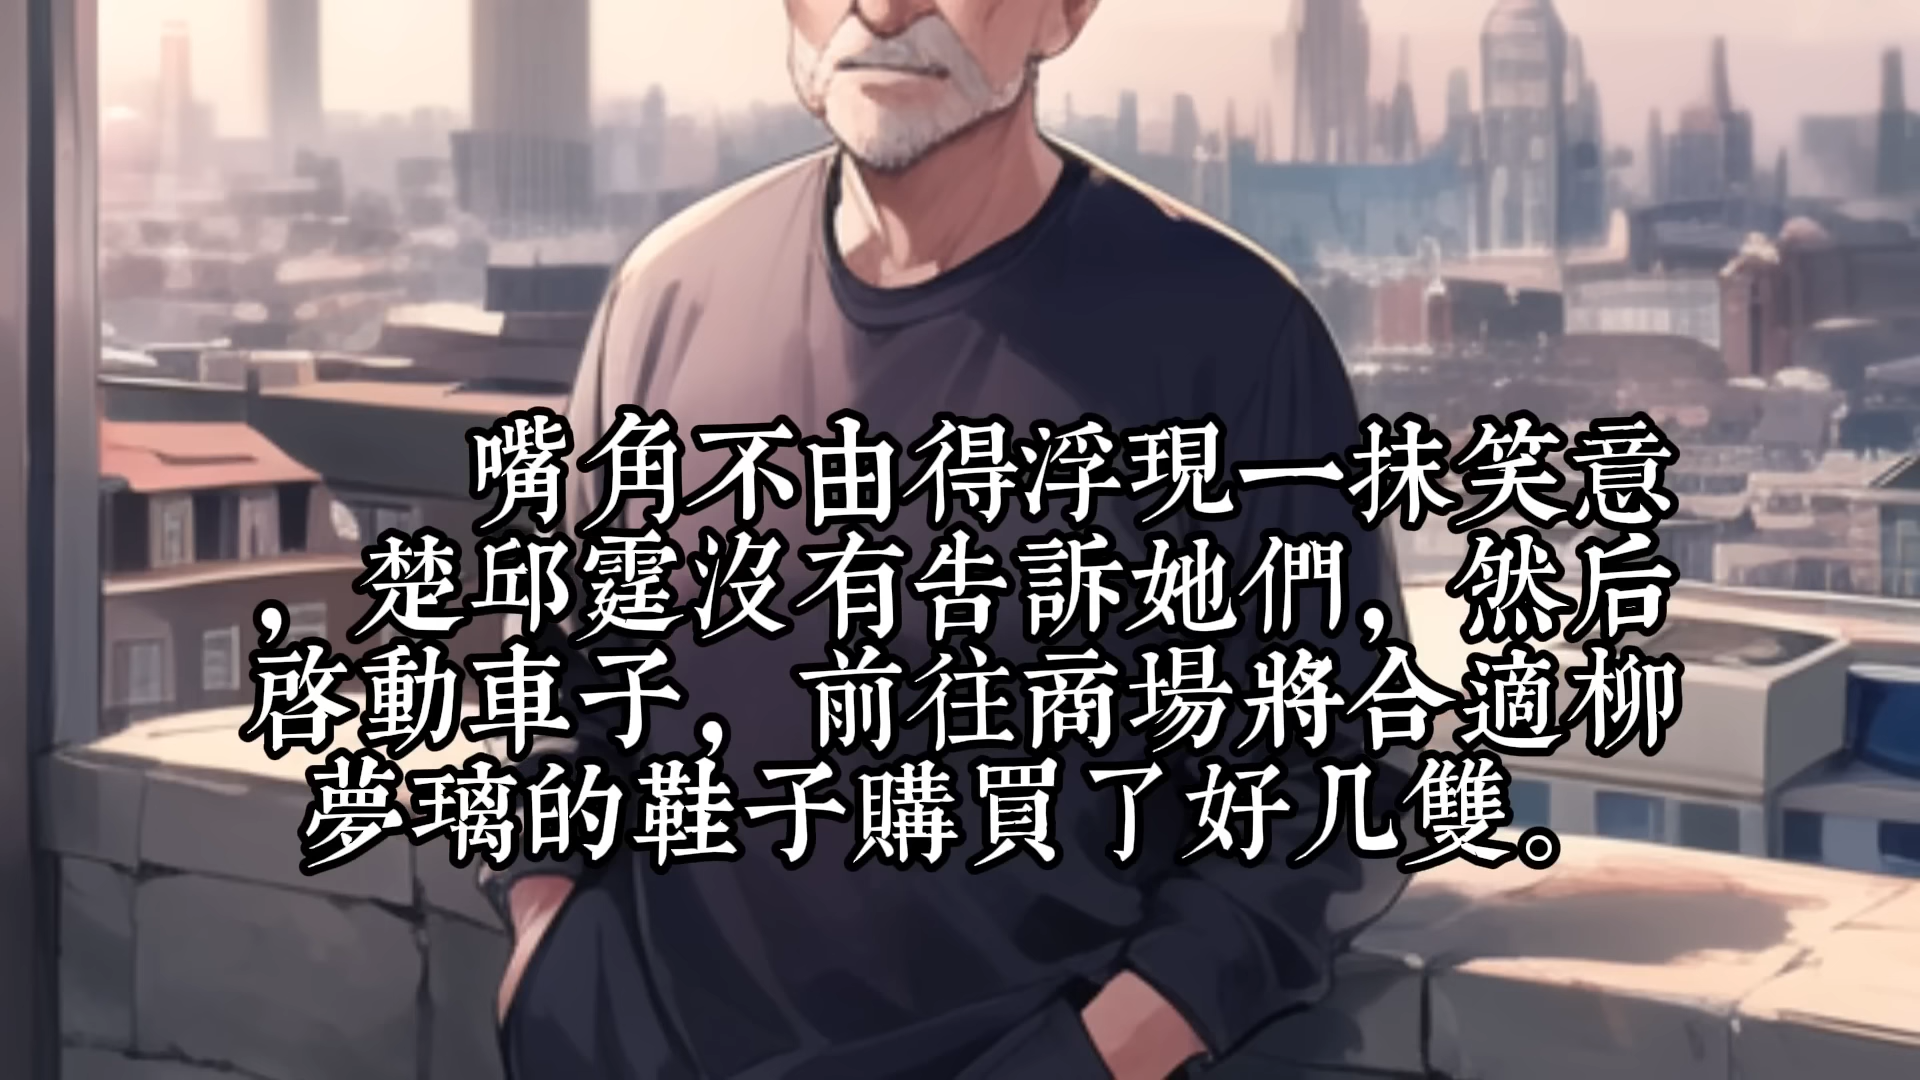 嘴角不由得浮現一抹笑意
，楚邱霆沒有告訴她們，然后
啓動車子，前往商場將合適柳
夢璃的鞋子購買了好几雙。